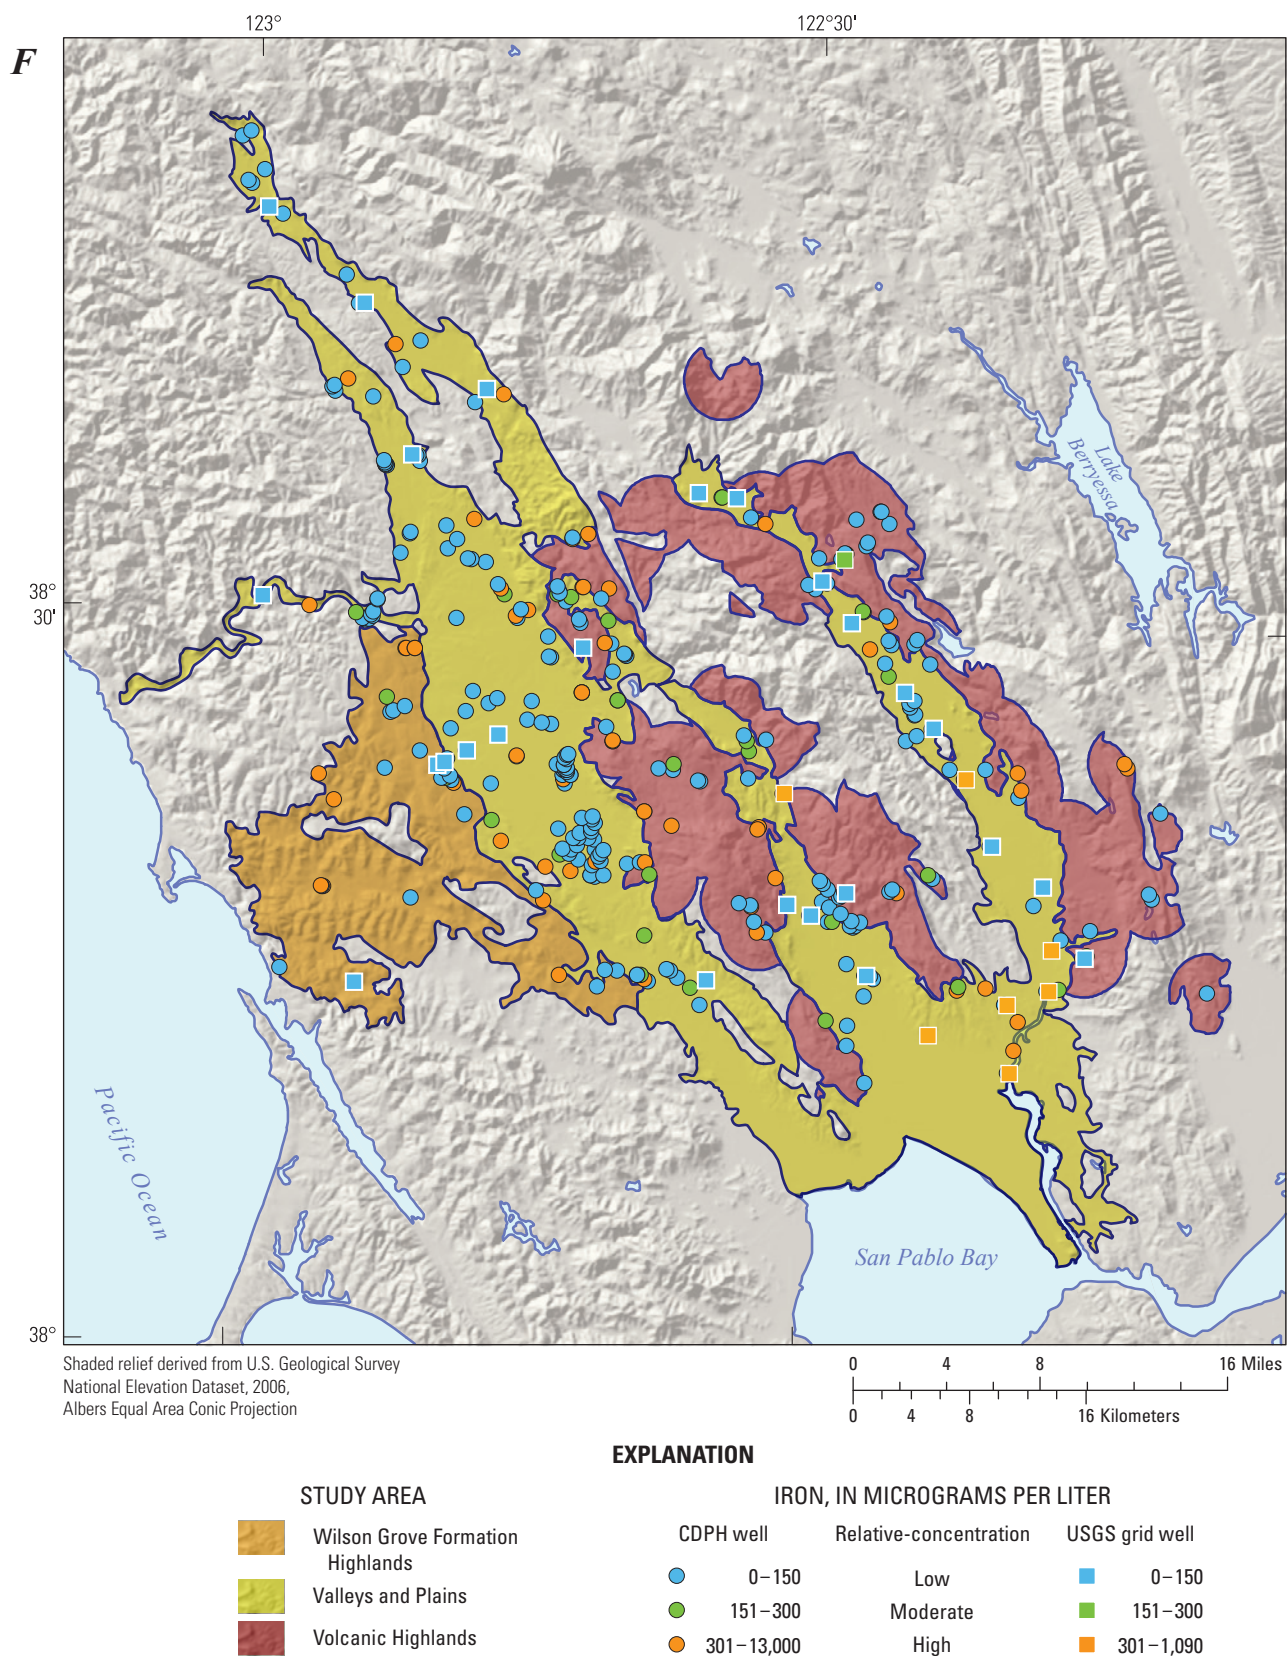 123°
122°30'
F
38°
30'
Lake
Berryessa
Pacific Ocean
San Pablo Bay
38°
Shaded relief derived from U.S. Geological Survey
National Elevation Dataset, 2006,
Albers Equal Area Conic Projection
0 4 8 16 Miles
0 4 8 16 Kilometers
EXPLANATION
STUDY AREA
Wilson Grove Formation
Highlands
Valleys and Plains
Volcanic Highlands
IRON, IN MICROGRAMS PER LITER
CDPH well Relative-concentration USGS grid well
0–150 Low 0–150
151–300 Moderate 151–300
301–13,000 High 301–1,090